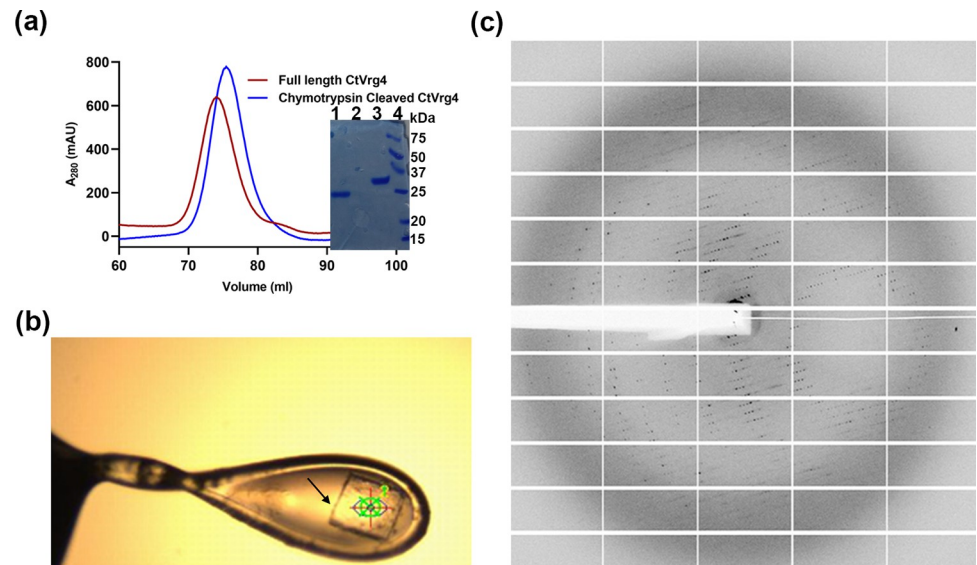 (a)
800
600
400
200
0
A280 (mAU)
60 70 80 90 100
Volume (ml)
Full length CtVrg4
Chymotrypsin Cleaved CtVrg4
1 2 3 4 kDa
75
50
37
25
20
15
(b)
?
(c)